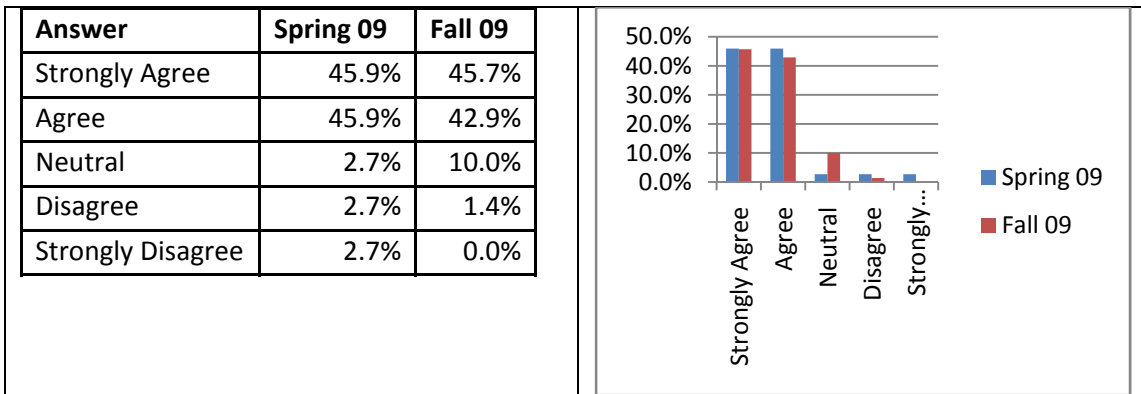 Answer Spring 09 Fall 09
Strongly Agree 45.9% 45.7%
Agree 45.9% 42.9%
Neutral 2.7% 10.0%
Disagree 2.7% 1.4%
Strongly Disagree 2.7% 0.0%
50.0%
40.0%
30.0%
20.0%
10.0%
0.0%
Strongly Agree
Agree
Neutral
Disagree
Strongly...
Spring 09
Fall 09